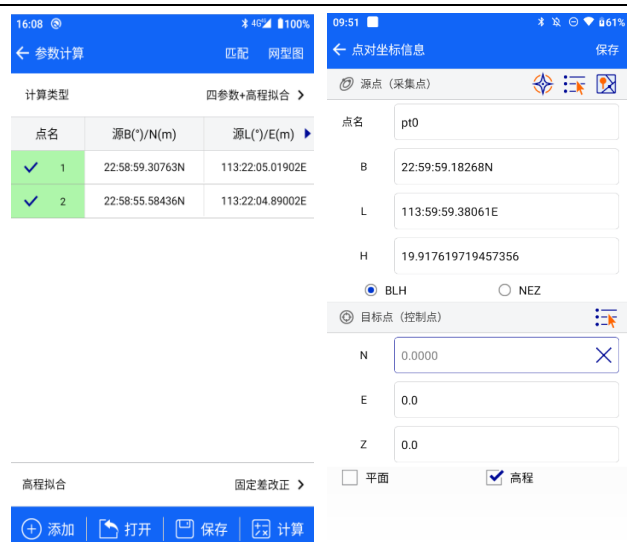 16:08 4G 100%
参数计算 匹配 网型图
计算类型 四参数+高程拟合
点名 源B(°)/N(m) 源L(°)/E(m)
1 22:58:59.30763N 113:22:05.01902E
2 22:58:55.58436N 113:22:04.89002E
高程拟合 固定差改正
添加 打开 保存 计算
09:51 61%
点对坐标信息 保存
源点（采集点）
点名 pt0
B 22:59:59.18268N
L 113:59:59.38061E
H 19.917619719457356
BLH NEZ
目标点（控制点）
N 0.0000
E 0.0
Z 0.0
平面 高程